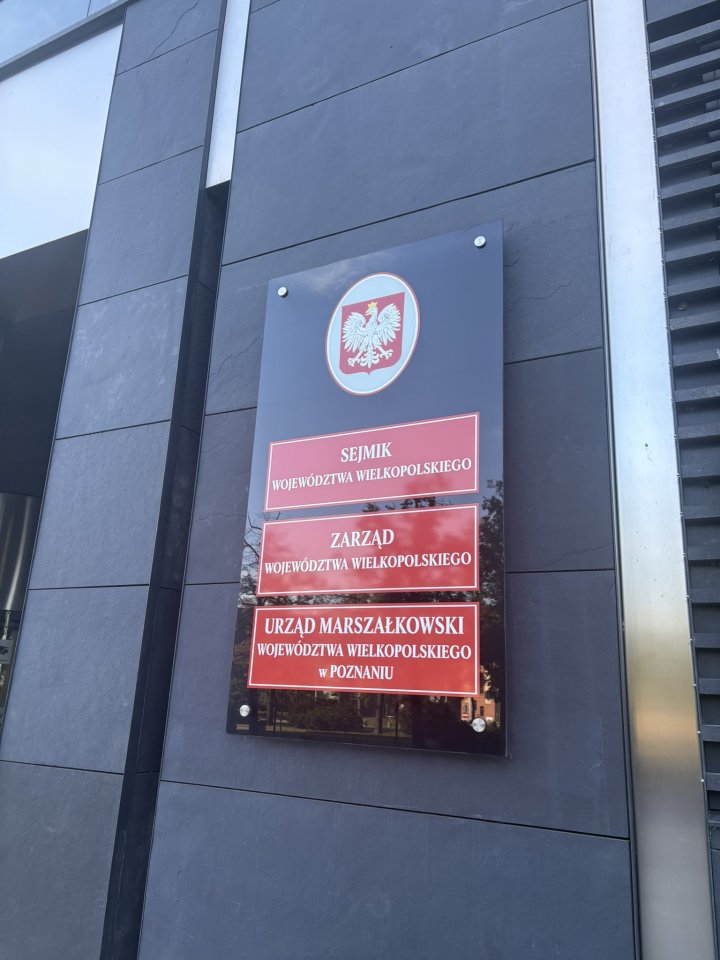 SEJMIK
WOJEWÓDZTWA WIELKOPOLSKIEGO
ZARZĄD
WOJEWÓDZTWA WIELKOPOLSKIEGO
URZĄD MARSZAŁKOWSKI
WOJEWÓDZTWA WIELKOPOLSKIEGO
w POZNANIU